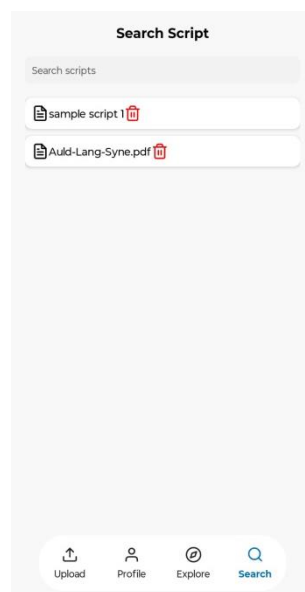 Search Script
Search scripts
sample script 1
Auld-Lang-Syne.pdf
Upload Profile Explore Search